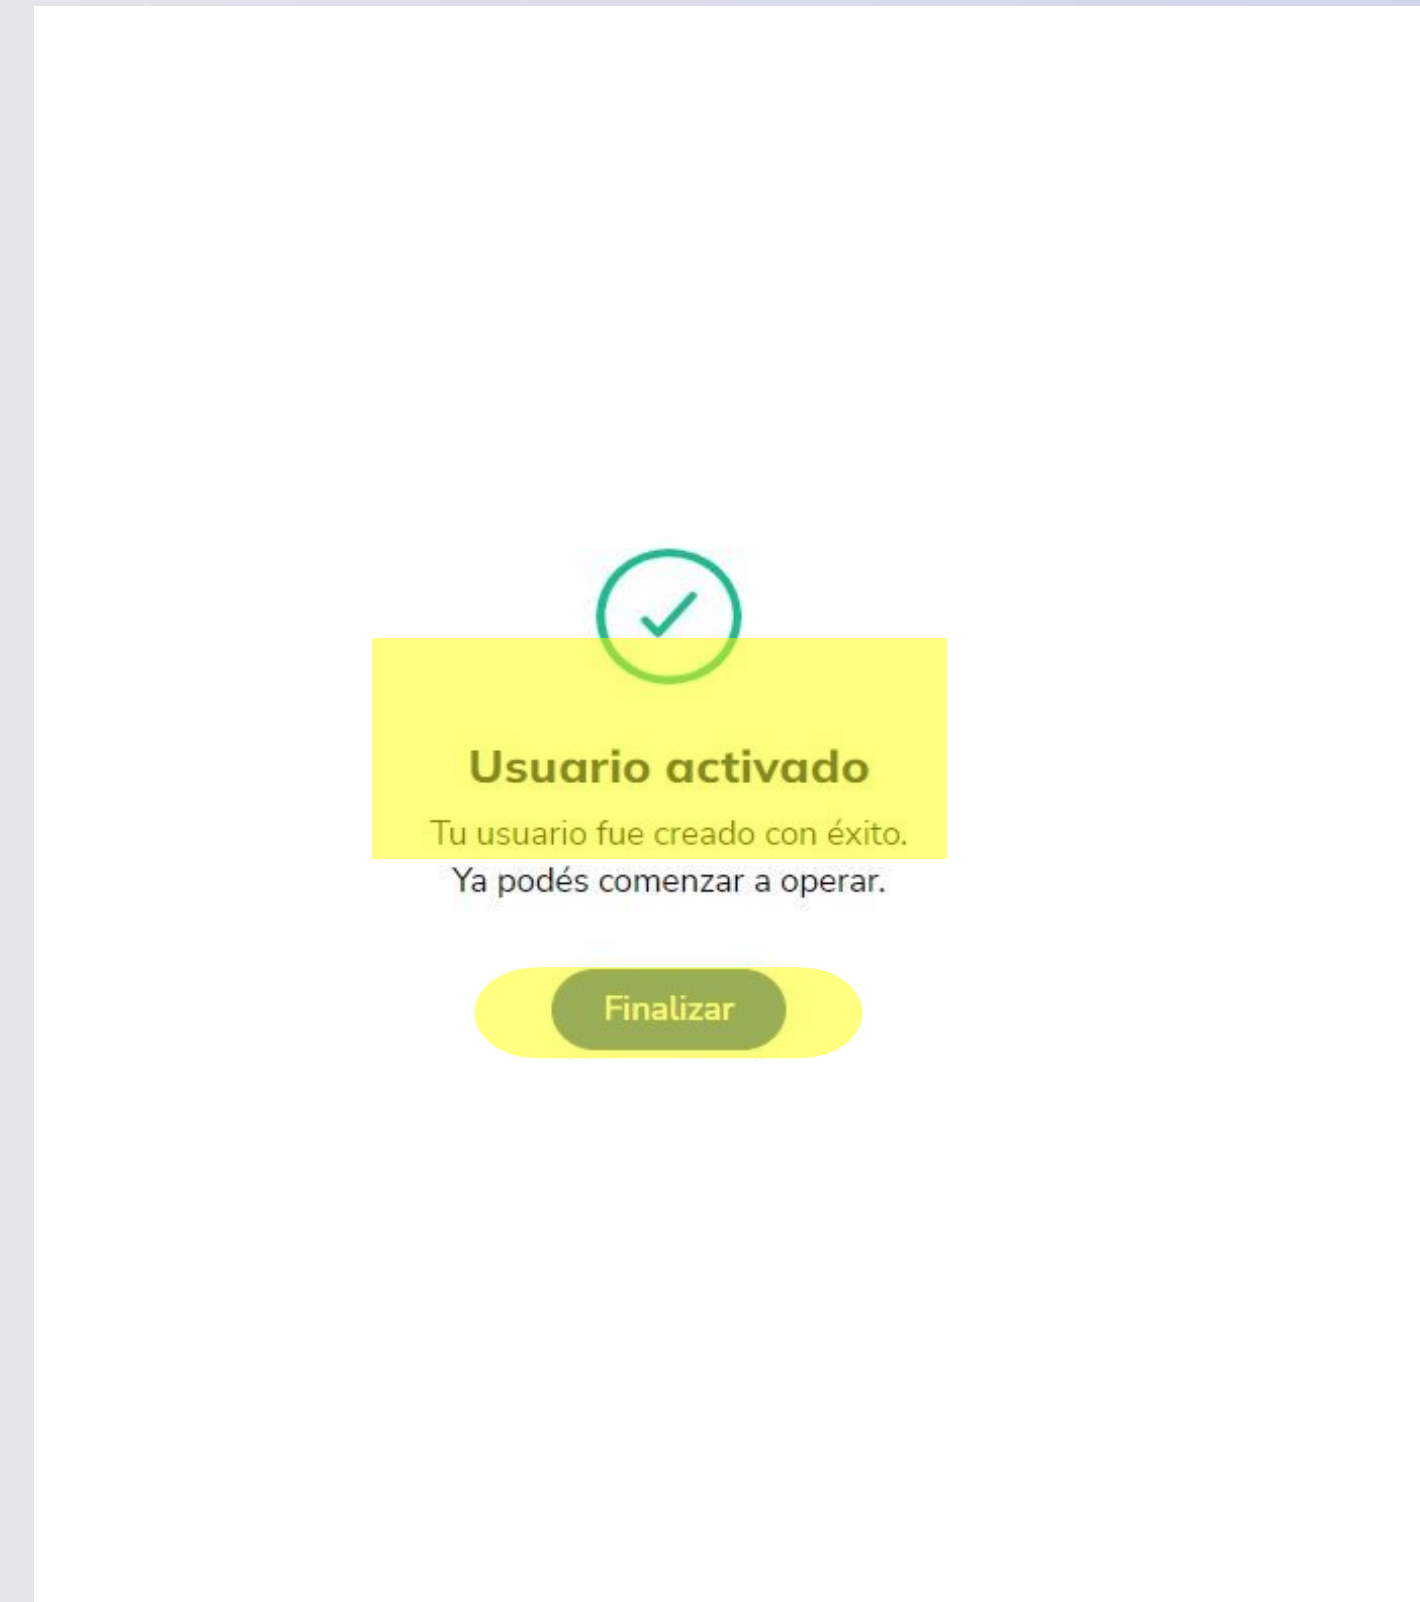 Usuario activado
Tu usuario fue creado con éxito.
Ya podés comenzar a operar.
Finalizar